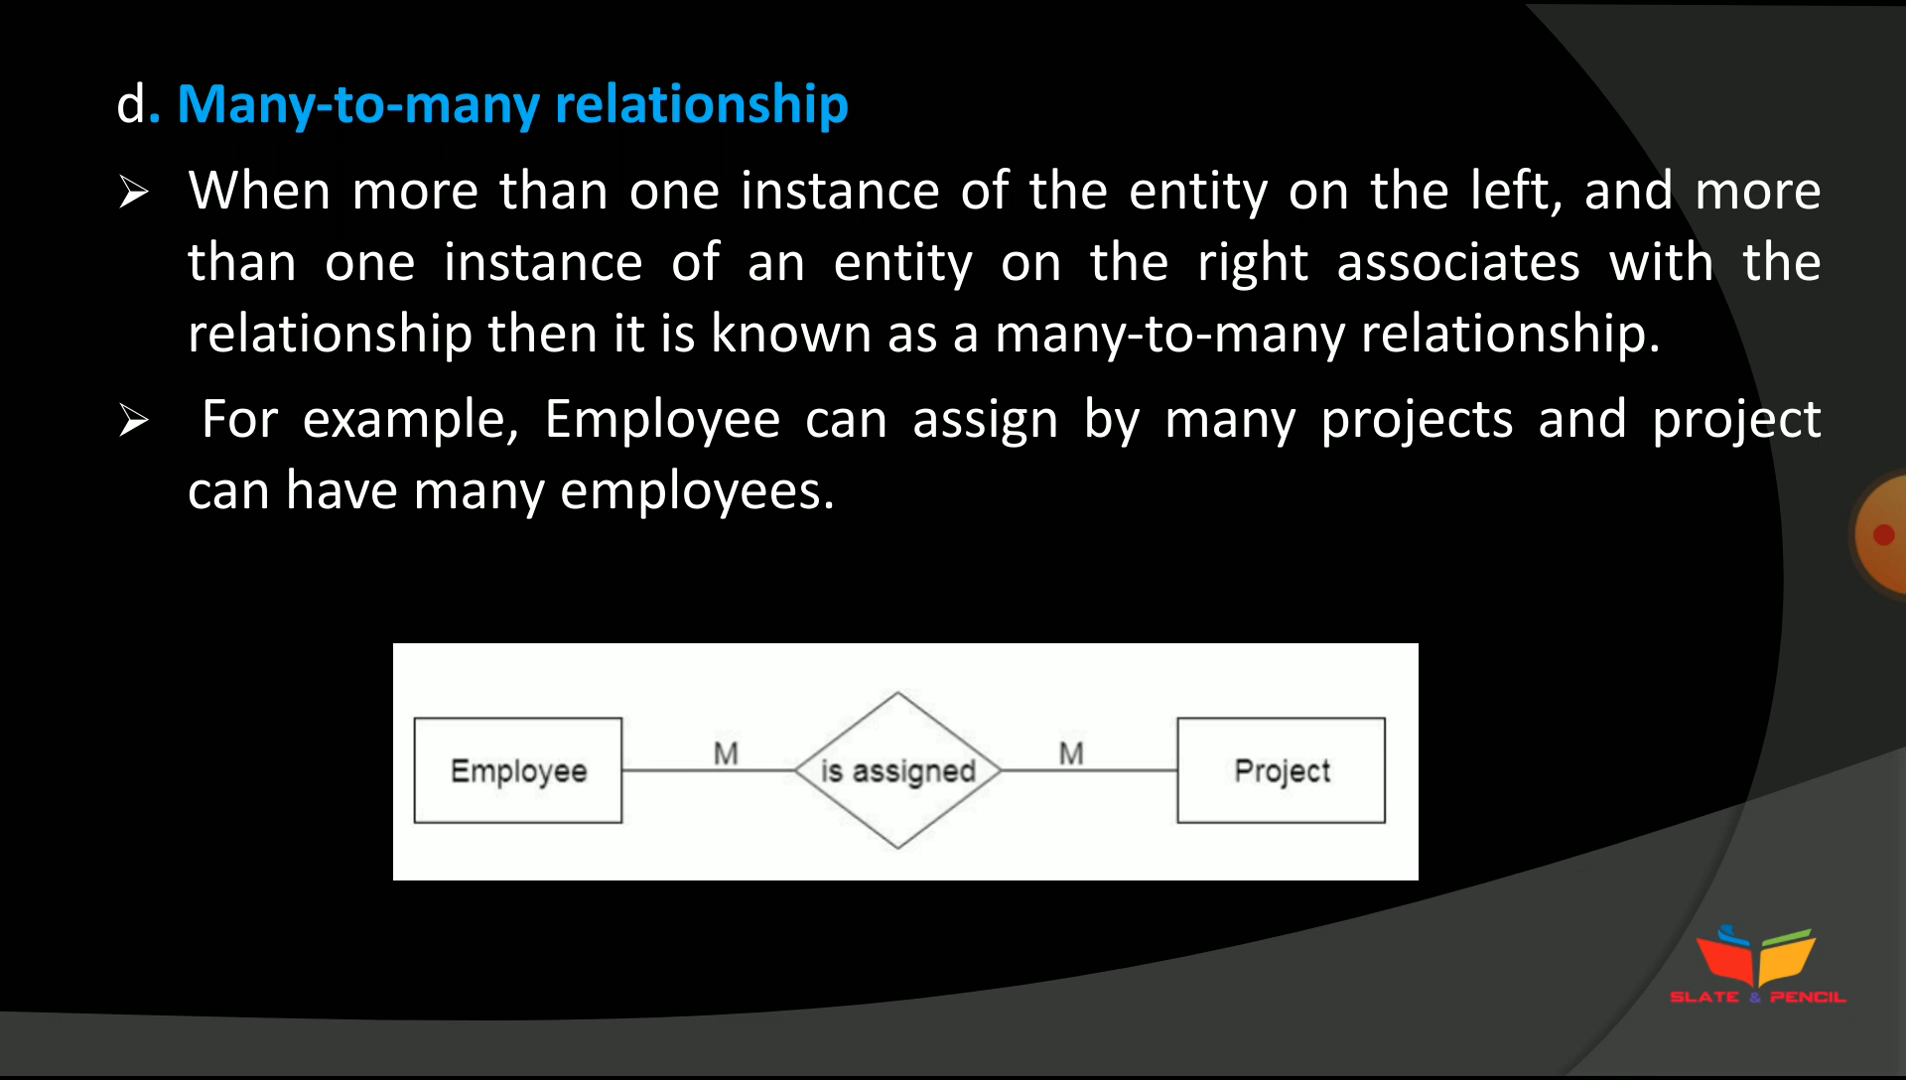 d. Many-to-many relationship
➢ When more than one instance of the entity on the left, and more
than one instance of an entity on the right associates with the
relationship then it is known as a many-to-many relationship.
➢ For example, Employee can assign by many projects and project
can have many employees.
Employee M is assigned M Project
SLATE & PENCIL